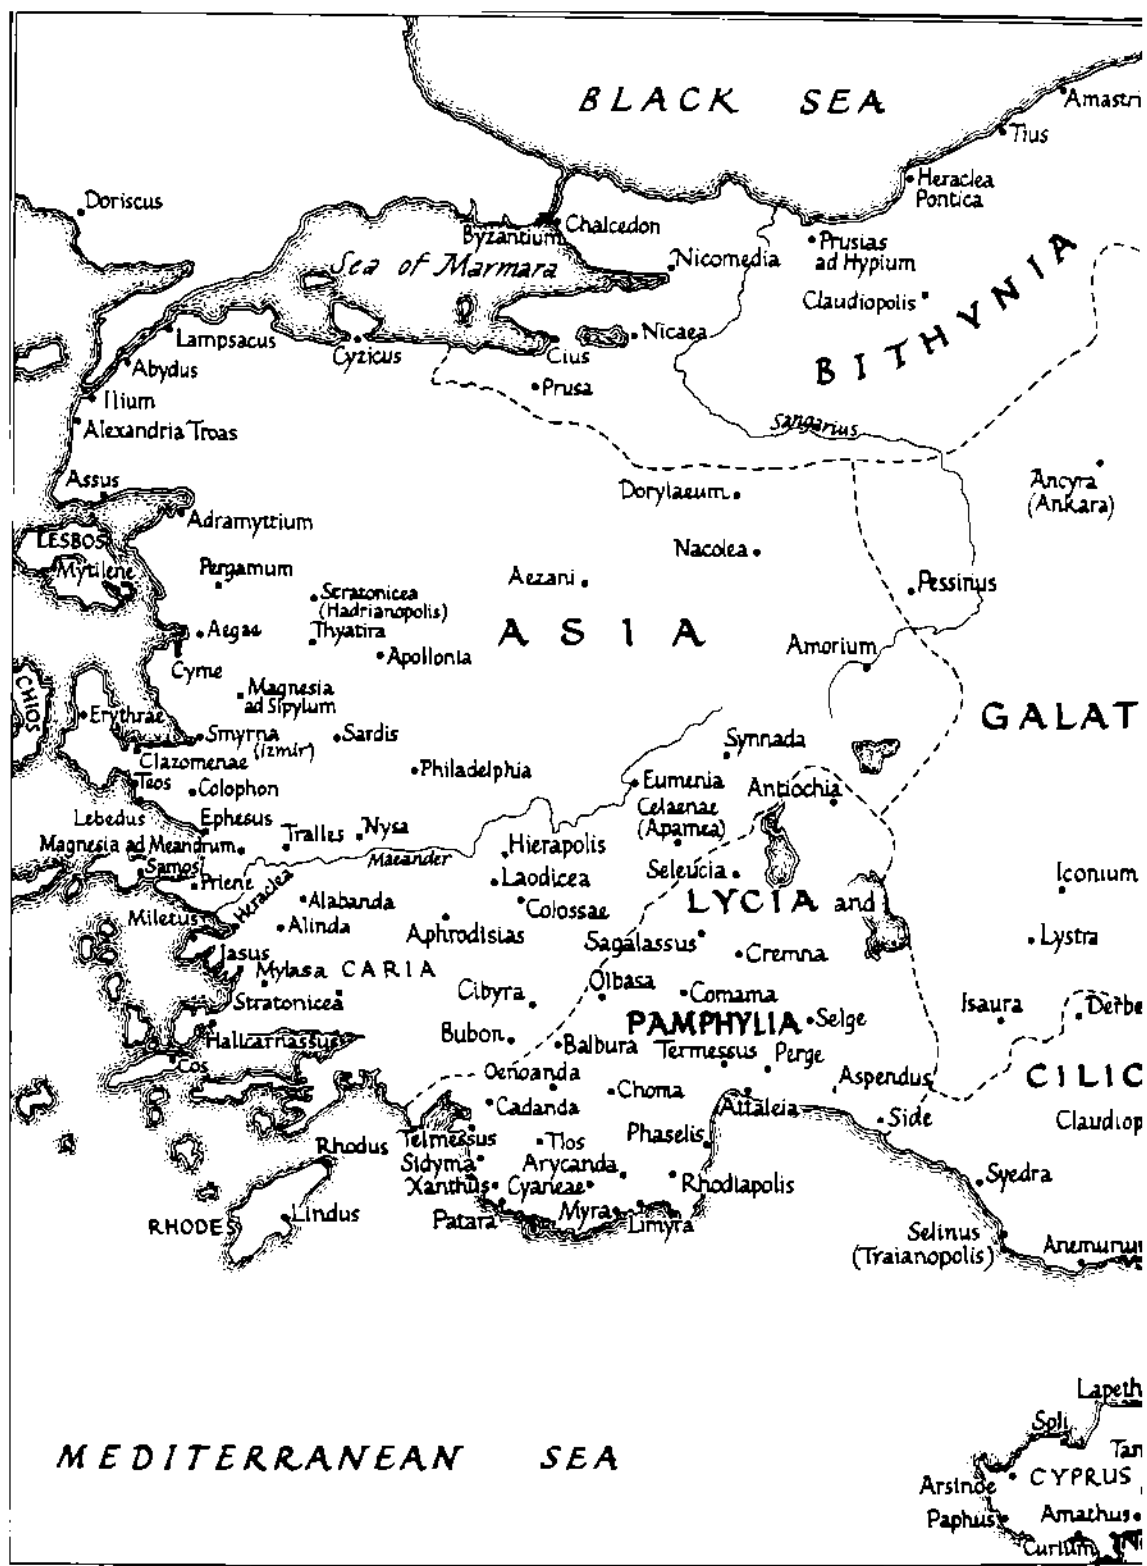 BLACK SEA
Amastri
Tius
Heraclea
Pontica
Doriscus
Byzantium
Chalcedon
Sea of Marmara
Nicomedia
Prusias
ad Hypium
Claudiopolis
BITHYNIA
Lampsacus
Cyzicus
Cius
Nicaea
Abydus
Prusa
Ilium
Alexandria Troas
Sangarius
Assus
Dorylaeum
Ancyra
(Ankara)
Adramyttium
LESBOS
Mytilene
Nacolea
Pergamum
Aezani
Pessinus
Stratonicea
(Hadrianopolis)
Aegae
Thyatira
ASIA
Amorium
Apollonia
Cyme
CHIOS
Magnesia
ad Sipylum
Erythrae
GALAT
Smyrna
(izmir)
Sardis
Synnada
Clazomenae
Philadelphia
Eumenia
Antiochia
Teos
Colophon
Celaenae
(Apamea)
Lebedus
Ephesus
Tralles
Nysa
Magnesia ad Meandrum
Maeander
Hierapolis
Samos
Priene
Heraclea
Laodicea
Seleucia
Iconium
Alabanda
Colossae
LYCIA and
Miletus
Alinda
Aphrodisias
Sagalassus
Cremna
Lystra
Jasus
Mylasa
CARIA
Olbasa
Stratonicea
Cibyra
Comama
Isaura
Derbe
PAMPHYLIA
Selge
Halicarnassus
Bubon
Balbura
Termessus
Perge
Cos
Oenoanda
Choma
Aspendus
CILIC
Cadanda
Attaleia
Side
Claudiop
Telmessus
Tlos
Phaselis
Rhodus
Sidyma
Arycanda
Rhodiapolis
Syedra
Xanthus
Cyaneae
RHODES
Lindus
Patara
Myra
Limyra
Selinus
(Traianopolis)
Anemuriu
Lapeth
Soli
MEDITERRANEAN SEA
Tam
CYPRUS
Arsinoe
Paphus
Amathus
Curium